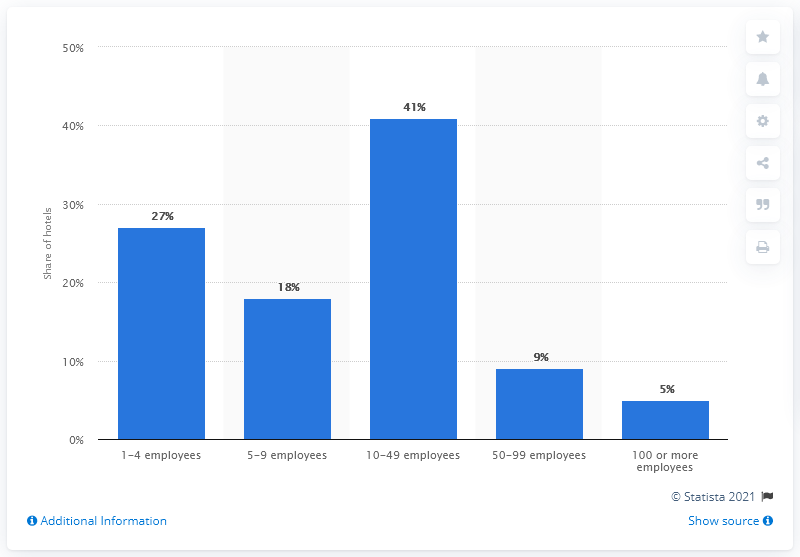 50%
41%
40%
30%
27%
Share of hotels
20%
18%
10%
9%
5%
0%
1–4 employees
5–9 employees
10–49 employees
50–99 employees
100 or more
employees
© Statista 2021
Additional Information
Show source